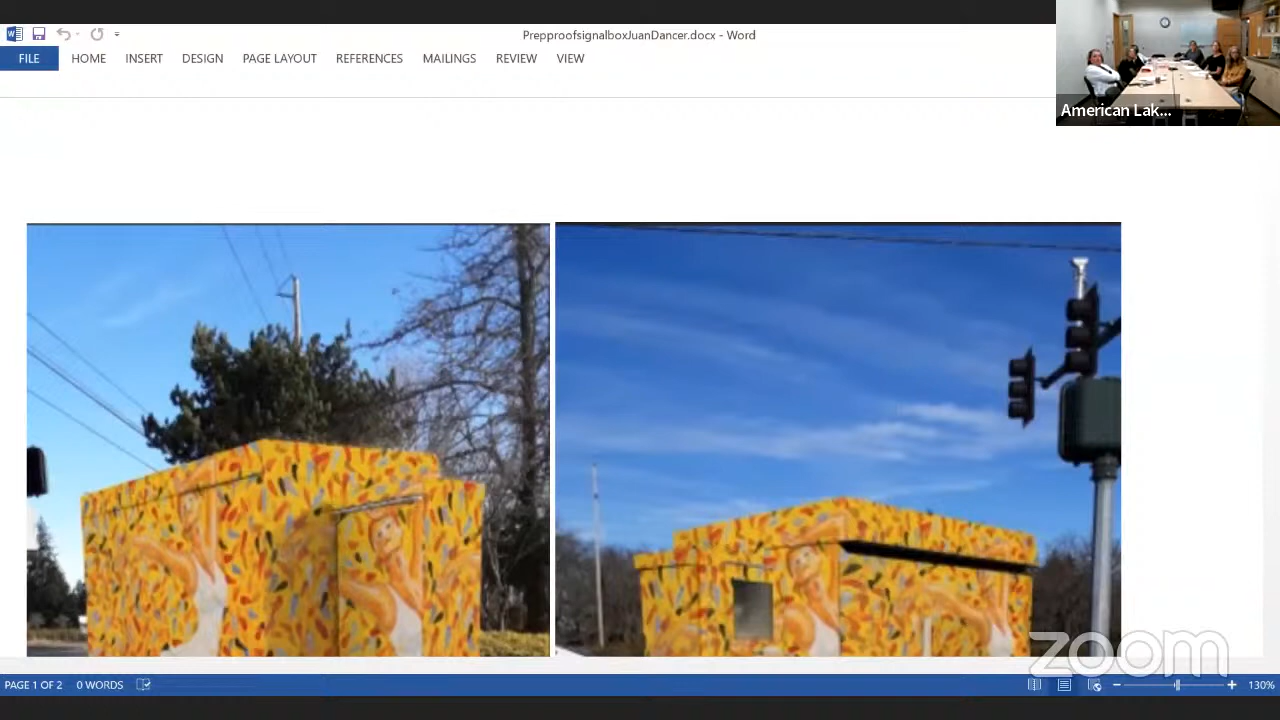 PrepproofsignalboxJuanDancer.docx - Word
FILE HOME INSERT DESIGN PAGE LAYOUT REFERENCES MAILINGS REVIEW VIEW
American Lak...
zoom
PAGE 1 OF 2 0 WORDS 130%